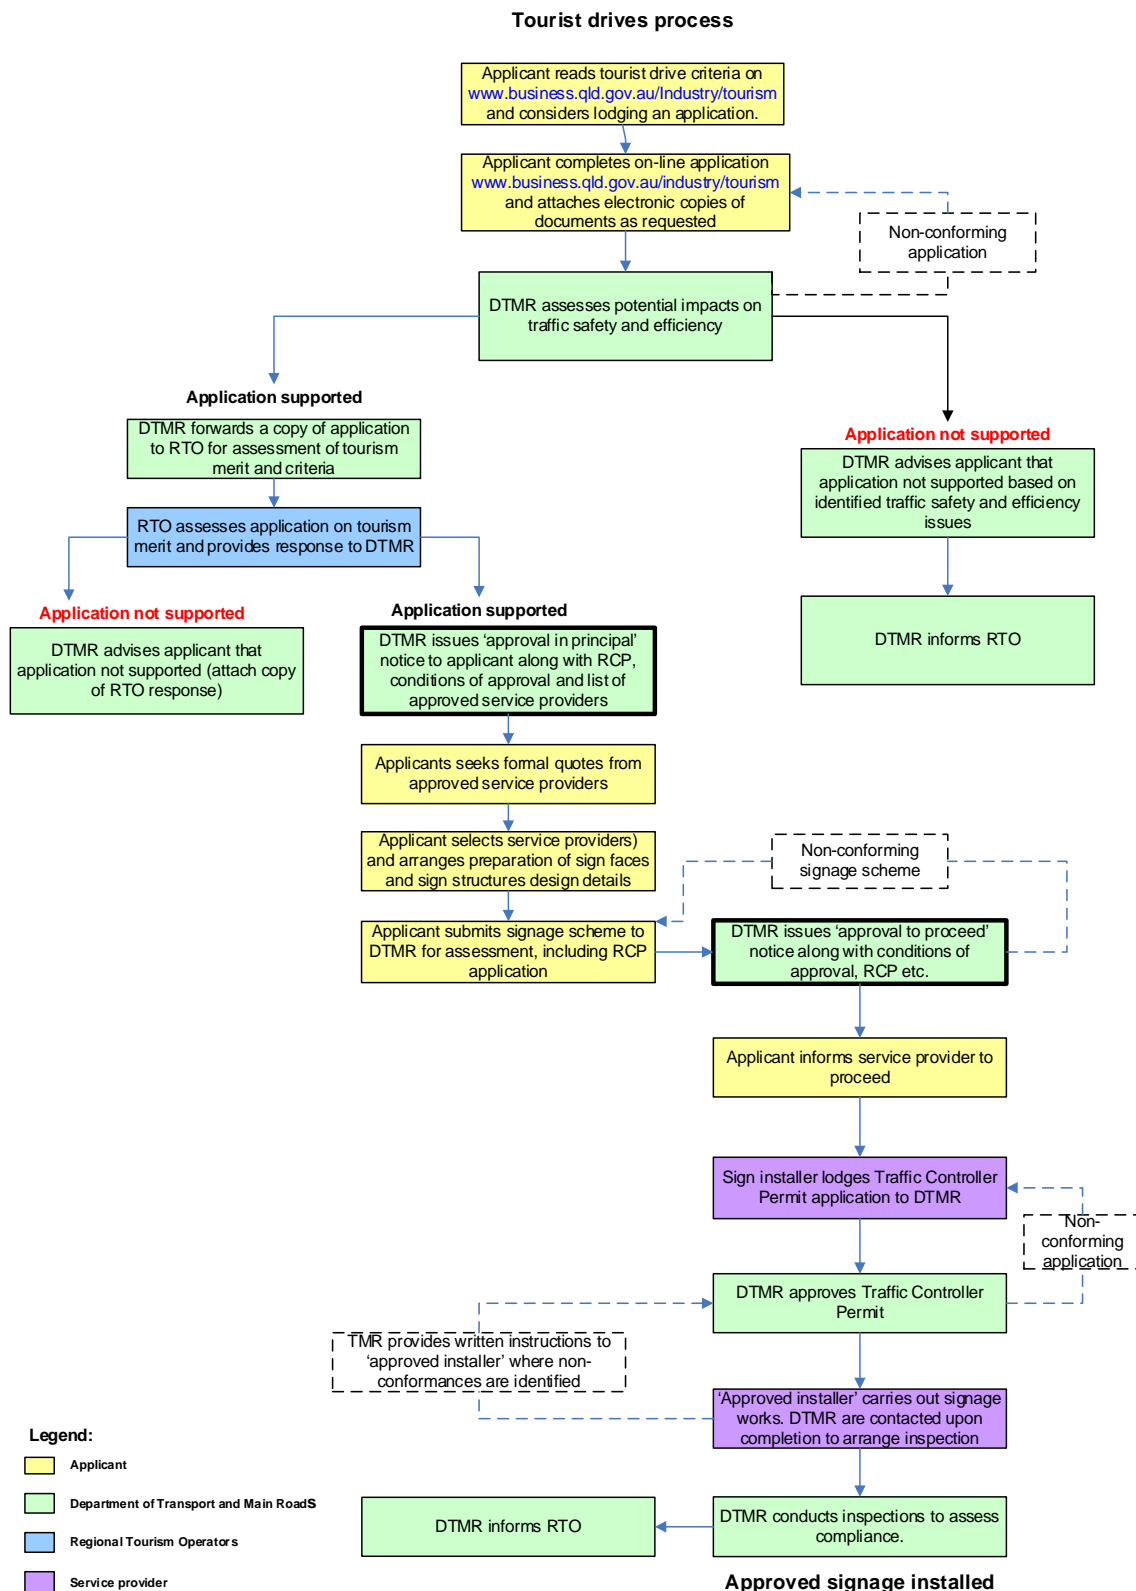 Tourist drives process
Applicant reads tourist drive criteria on
www.business.qld.gov.au/Industry/tourism
and considers lodging an application.
Applicant completes on-line application
www.business.qld.gov.au/industry/tourism
and attaches electronic copies of
documents as requested
Non-conforming
application
DTMR assesses potential impacts on
traffic safety and efficiency
Application supported
DTMR forwards a copy of application
to RTO for assessment of tourism
merit and criteria
Application not supported
DTMR advises applicant that
application not supported based on
identified traffic safety and efficiency
issues
RTO assesses application on tourism
merit and provides response to DTMR
DTMR informs RTO
Application not supported
DTMR advises applicant that
application not supported (attach copy
of RTO response)
Application supported
DTMR issues ‘approval in principal’
notice to applicant along with RCP,
conditions of approval and list of
approved service providers
Applicants seeks formal quotes from
approved service providers
Applicant selects service providers)
and arranges preparation of sign faces
and sign structures design details
Non-conforming
signage scheme
Applicant submits signage scheme to
DTMR for assessment, including RCP
application
DTMR issues ‘approval to proceed’
notice along with conditions of
approval, RCP etc.
Applicant informs service provider to
proceed
Sign installer lodges Traffic Controller
Permit application to DTMR
Non-
conforming
application
DTMR approves Traffic Controller
Permit
TMR provides written instructions to
‘approved installer’ where non-
conformances are identified
‘Approved installer’ carries out signage
works. DTMR are contacted upon
completion to arrange inspection
DTMR conducts inspections to assess
compliance.
DTMR informs RTO
Approved signage installed
Legend:
Applicant
Department of Transport and Main Roads
Regional Tourism Operators
Service provider